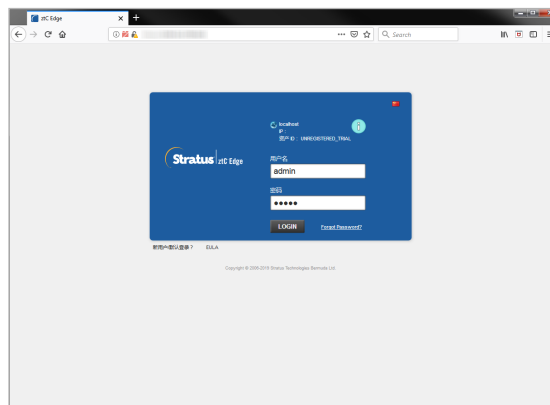 ztC Edge
Search
localhost
IP :
资产 ID : UNREGISTERED_TRIAL
Stratus ztC Edge
用户名
admin
密码
LOGIN
Forgot Password?
新用户/默认登录？ EULA
Copyright © 2008-2019 Stratus Technologies Bermuda Ltd.